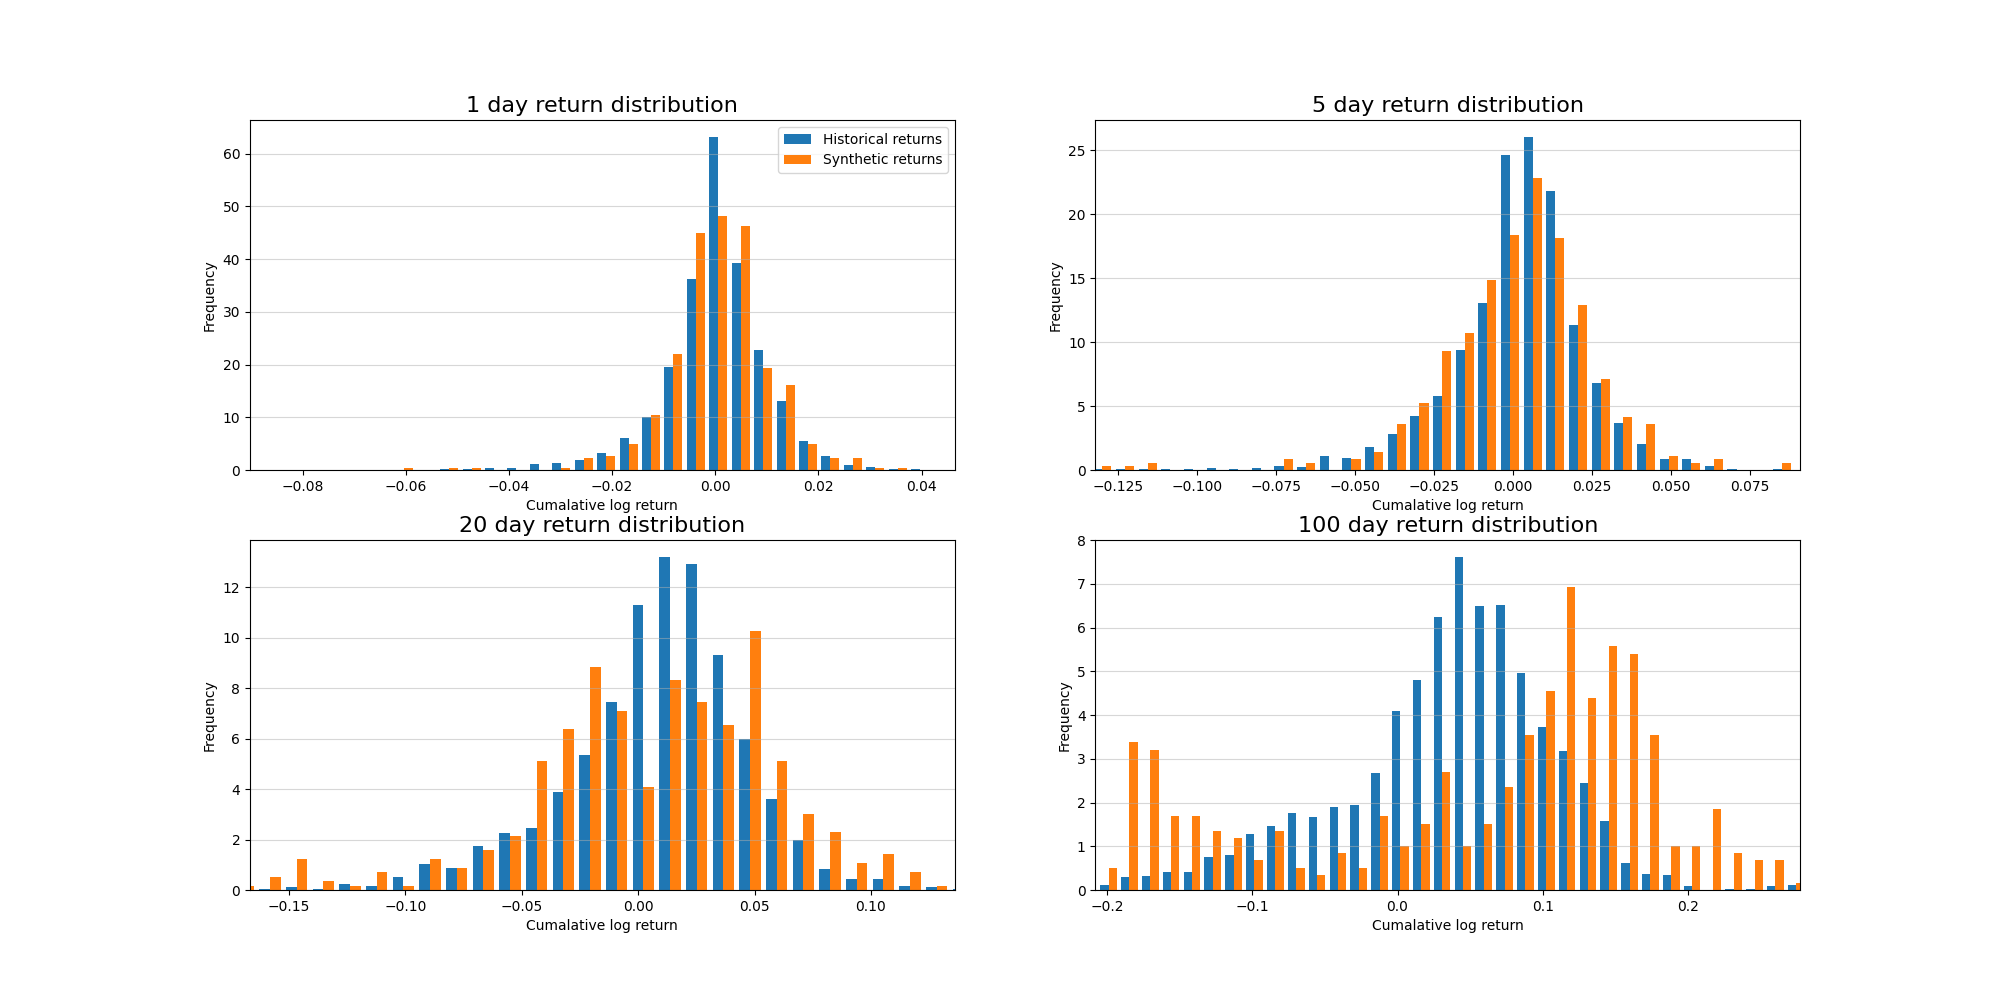 1 day return distribution
Historical returns
Synthetic returns
Frequency
60
50
40
30
20
10
0
−0.08 −0.06 −0.04 −0.02 0.00 0.02 0.04
Cumalative log return
5 day return distribution
Frequency
25
20
15
10
5
0
−0.125 −0.100 −0.075 −0.050 −0.025 0.000 0.025 0.050 0.075
Cumalative log return
20 day return distribution
Frequency
12
10
8
6
4
2
0
−0.15 −0.10 −0.05 0.00 0.05 0.10
Cumalative log return
100 day return distribution
Frequency
8
7
6
5
4
3
2
1
0
−0.2 −0.1 0.0 0.1 0.2
Cumalative log return